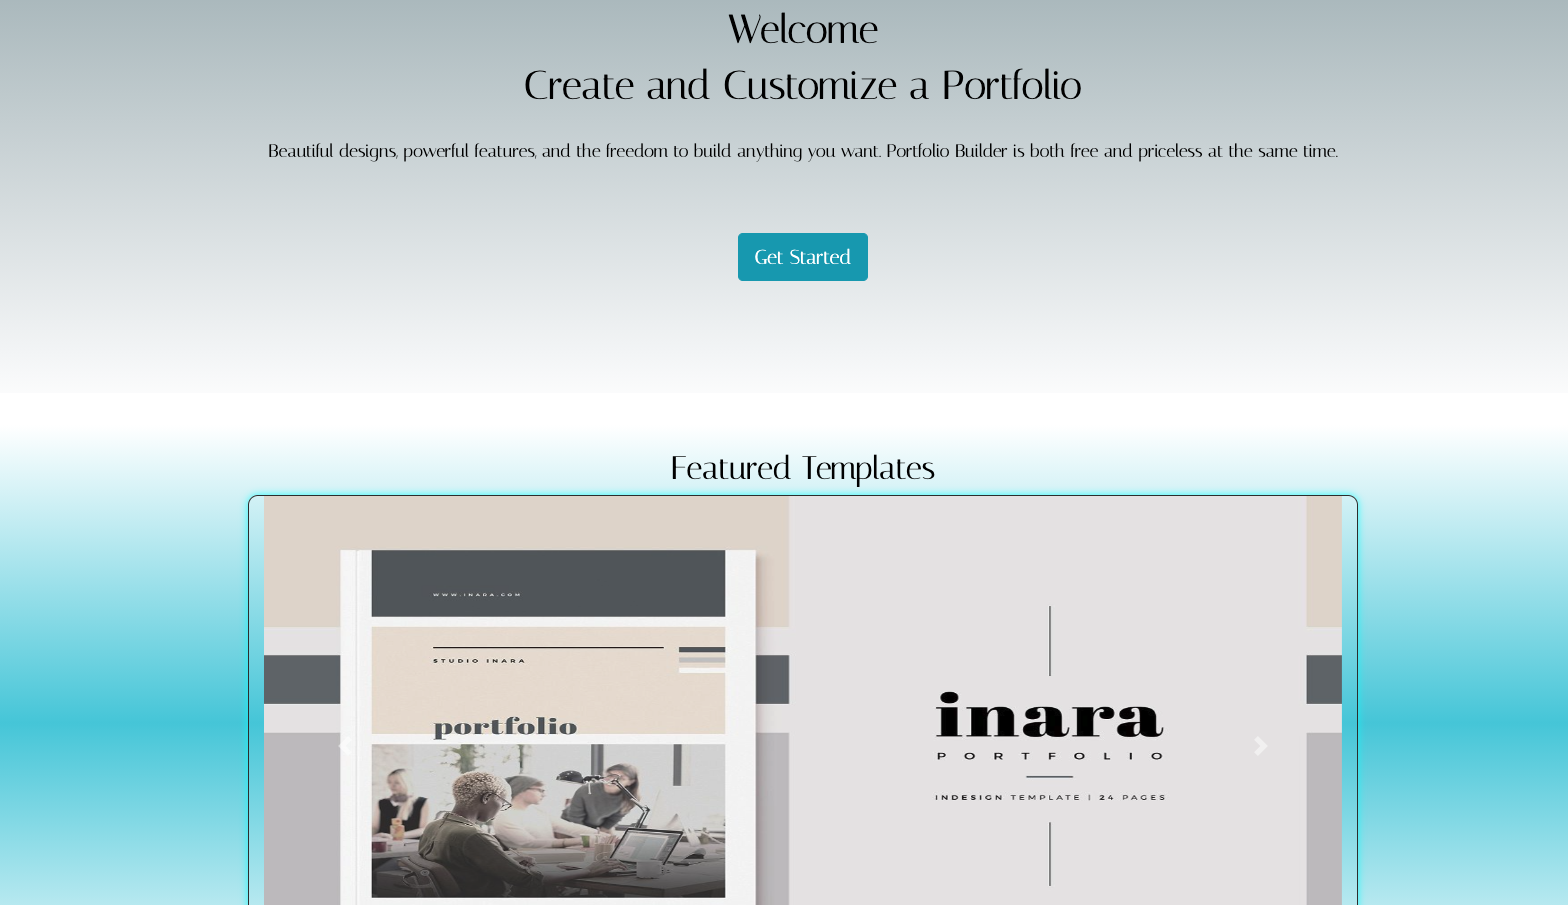 Welcome
Create and Customize a Portfolio
Beautiful designs, powerful features, and the freedom to build anything you want. Portfolio Builder is both free and priceless at the same time.
Get Started
Featured Templates
WWW.INARA.COM
STUDIO INARA
portfolio
inara
PORTFOLIO
INDESIGN TEMPLATE | 24 PAGES